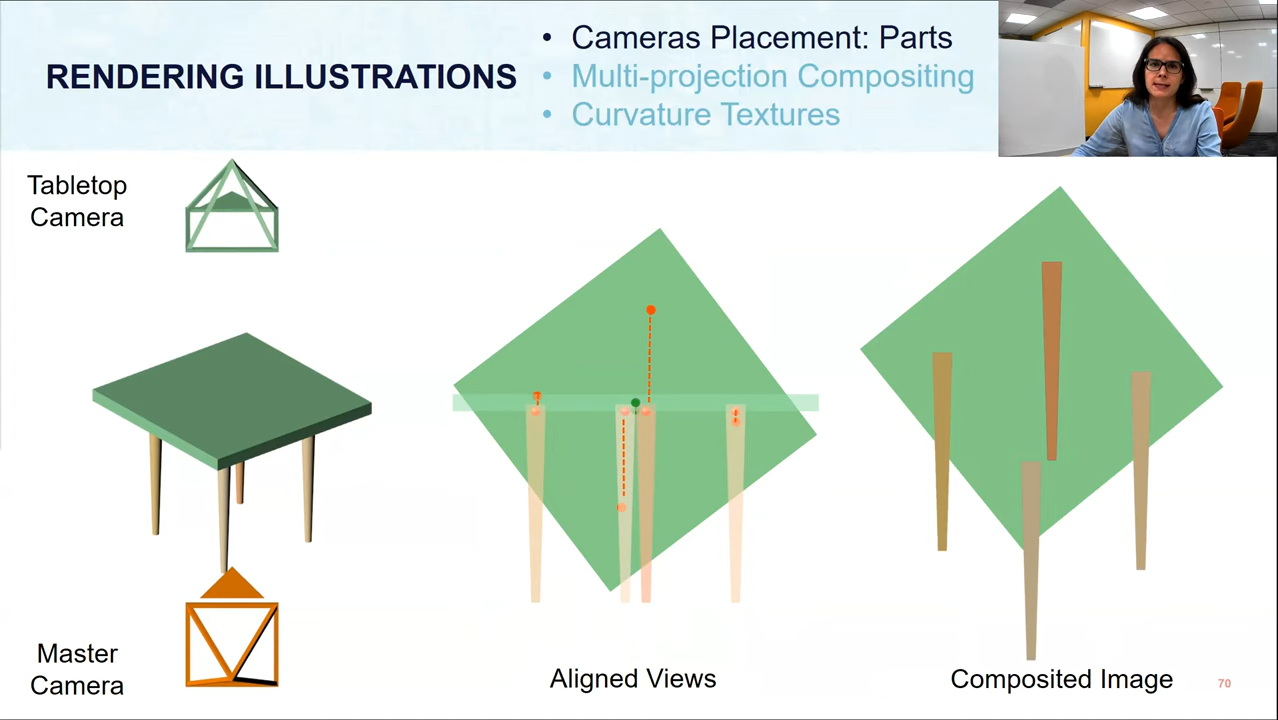 RENDERING ILLUSTRATIONS
• Cameras Placement: Parts
• Multi-projection Compositing
• Curvature Textures
Tabletop
Camera
Master
Camera
Aligned Views
Composited Image
70